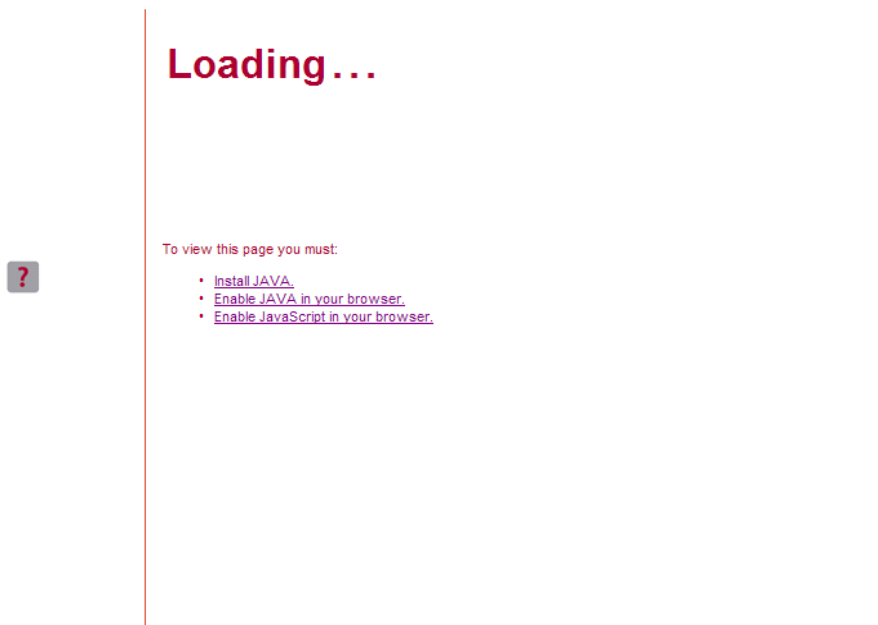 Loading...
To view this page you must:
?
• Install JAVA.
• Enable JAVA in your browser.
• Enable JavaScript in your browser.